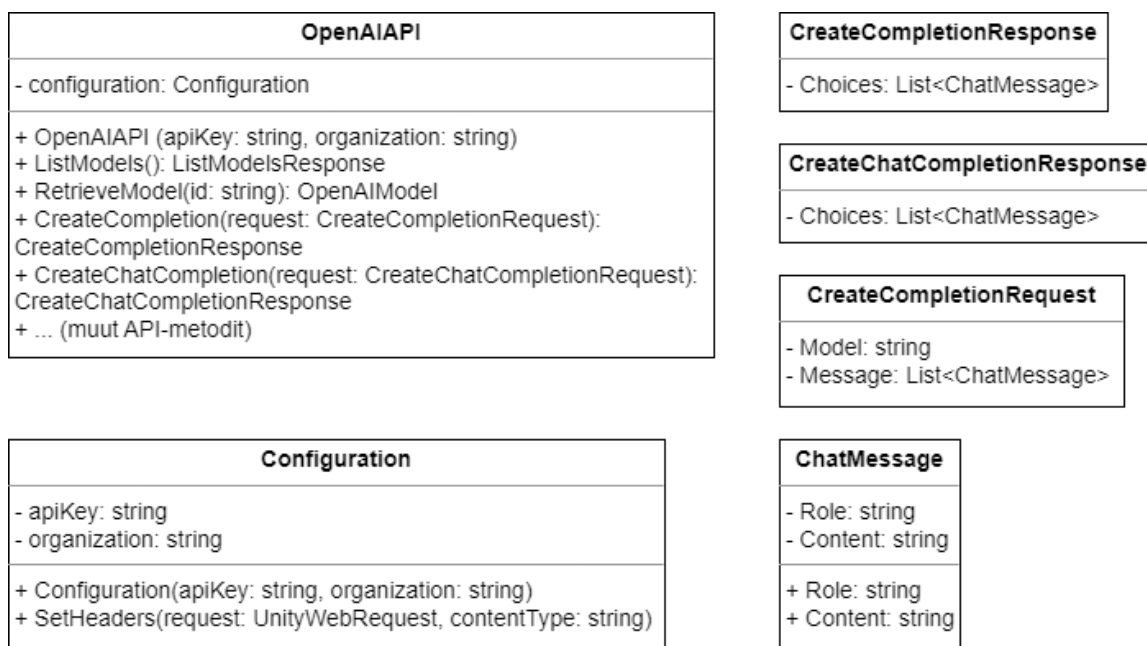 OpenAIAPI
- configuration: Configuration
+ OpenAIAPI (apiKey: string, organization: string)
+ ListModels(): ListModelsResponse
+ RetrieveModel(id: string): OpenAIModel
+ CreateCompletion(request: CreateCompletionRequest):
CreateCompletionResponse
+ CreateChatCompletion(request: CreateChatCompletionRequest):
CreateChatCompletionResponse
+ ... (muut API-metodit)
CreateCompletionResponse
- Choices: List<ChatMessage>
CreateChatCompletionResponse
- Choices: List<ChatMessage>
CreateCompletionRequest
- Model: string
- Message: List<ChatMessage>
Configuration
- apiKey: string
- organization: string
+ Configuration(apiKey: string, organization: string)
+ SetHeaders(request: UnityWebRequest, contentType: string)
ChatMessage
- Role: string
- Content: string
+ Role: string
+ Content: string